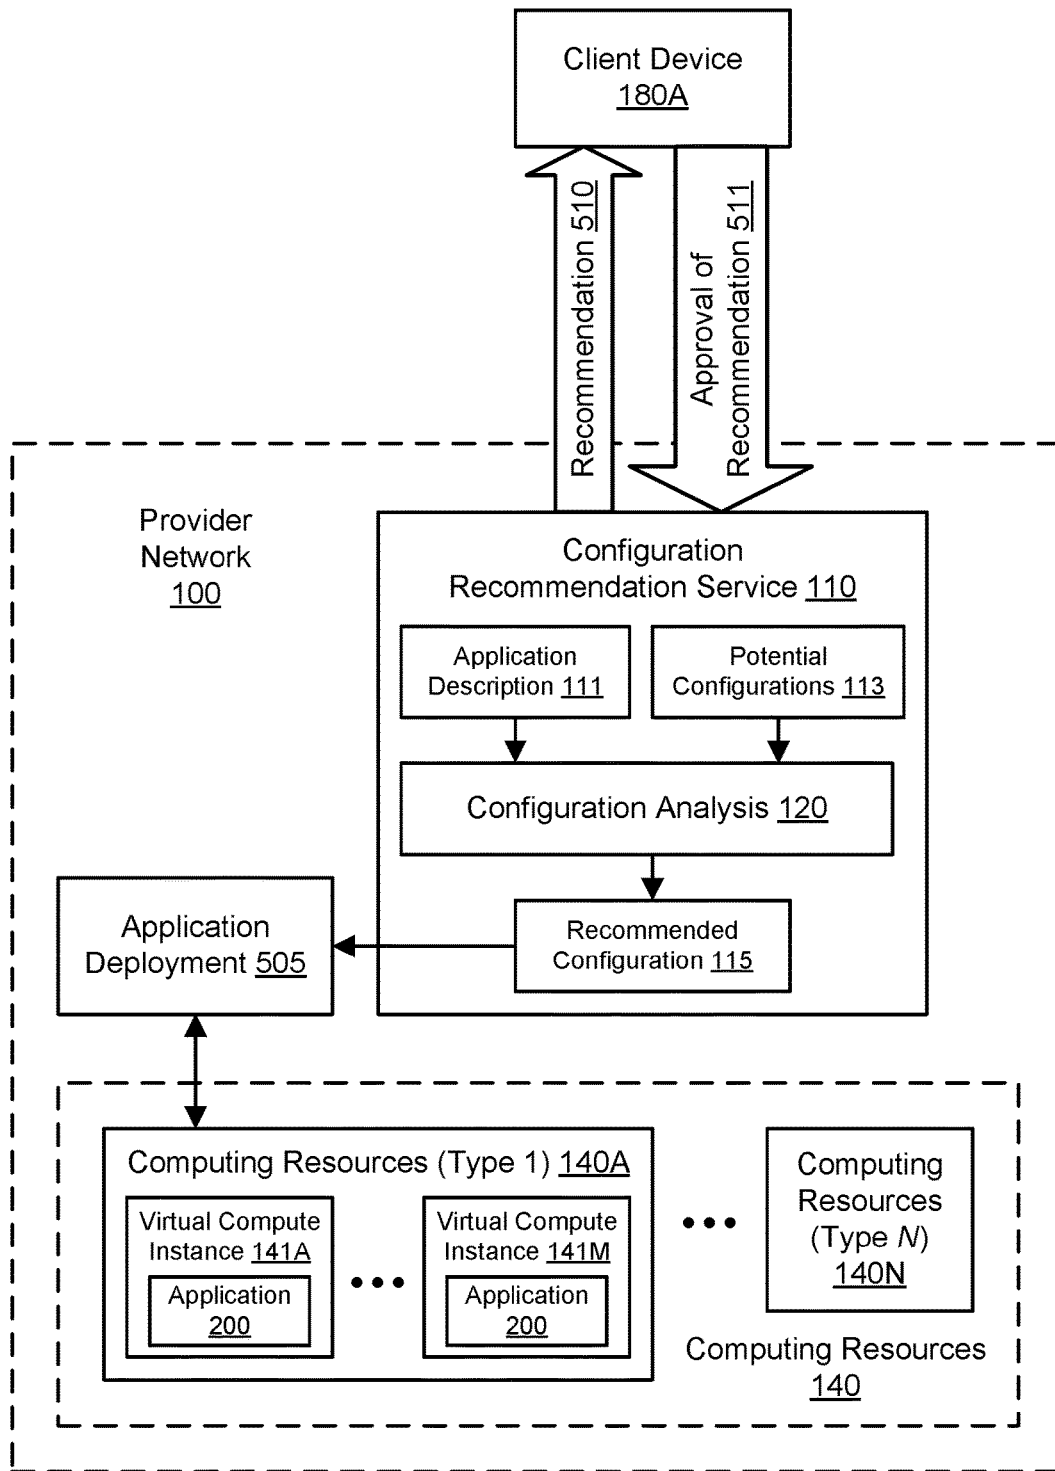 Client Device
180A
Recommendation 510
Approval of
Recommendation 511
Provider
Network
100
Configuration
Recommendation Service 110
Application
Description 111
Potential
Configurations 113
Configuration Analysis 120
Recommended
Configuration 115
Application
Deployment 505
Computing Resources (Type 1) 140A
Virtual Compute
Instance 141A
Application
200
Virtual Compute
Instance 141M
Application
200
Computing
Resources
(Type N)
140N
Computing Resources
140